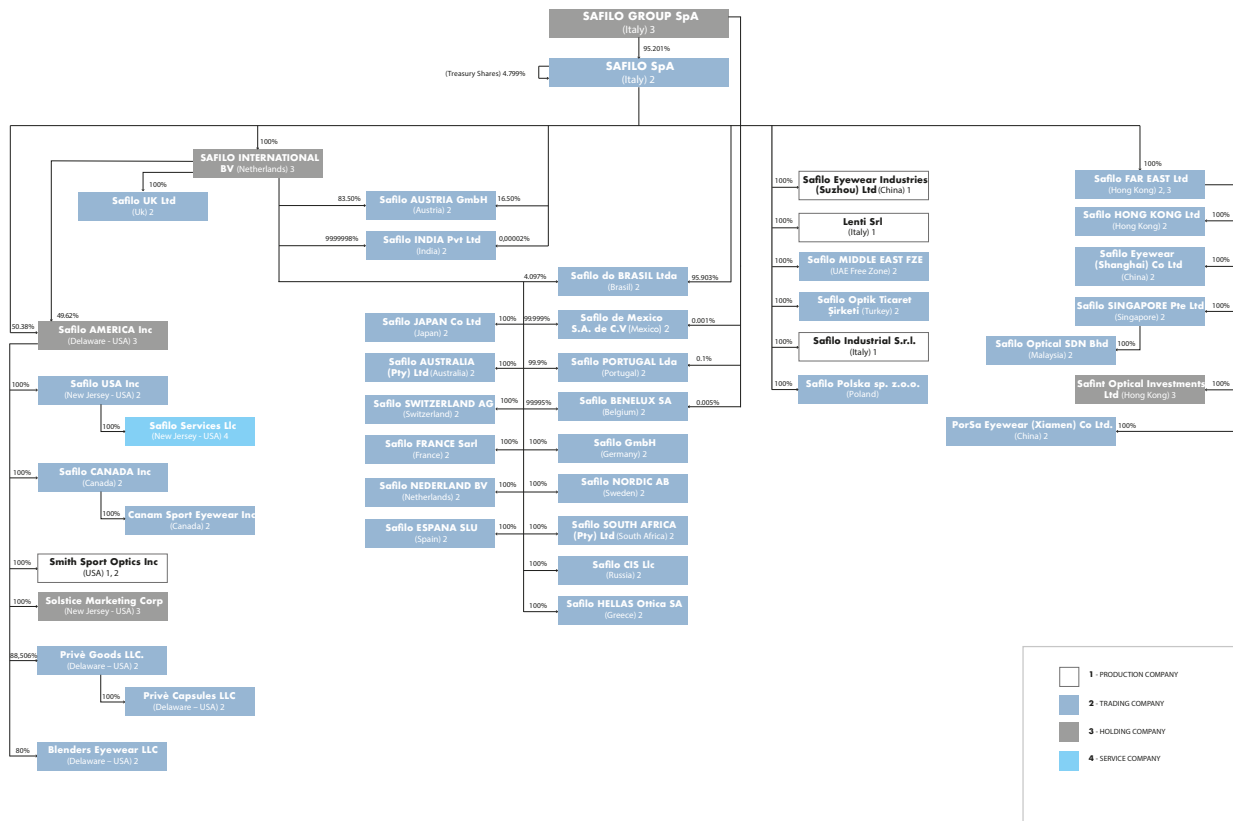 SAFILO GROUP SpA
(Italy) 3
95.201%
(Treasury Shares) 4.799%
SAFILO SpA
(Italy) 2
100%
SAFILO INTERNATIONAL
BV (Netherlands) 3
100%
Safilo UK Ltd
(Uk) 2
83.50%
Safilo AUSTRIA GmbH
(Austria) 2
16.50%
9999998%
Safilo INDIA Pvt Ltd
(India) 2
0,00002%
4.097%
Safilo do BRASIL Ltda
(Brasil) 2
95.903%
Safilo JAPAN Co Ltd
(Japan) 2
100%
99.999%
Safilo de Mexico
S.A. de C.V (Mexico) 2
0.001%
Safilo AUSTRALIA
(Pty) Ltd (Australia) 2
100%
99.9%
Safilo PORTUGAL Lda
(Portugal) 2
0.1%
Safilo SWITZERLAND AG
(Switzerland) 2
100%
99995%
Safilo BENELUX SA
(Belgium) 2
0.005%
Safilo FRANCE Sarl
(France) 2
100%
100%
Safilo GmbH
(Germany) 2
Safilo NEDERLAND BV
(Netherlands) 2
100%
100%
Safilo NORDIC AB
(Sweden) 2
Safilo ESPANA SLU
(Spain) 2
100%
100%
Safilo SOUTH AFRICA
(Pty) Ltd (South Africa) 2
100%
Safilo CIS Llc
(Russia) 2
100%
Safilo HELLAS Ottica SA
(Greece) 2
50.38%
49.62%
Safilo AMERICA Inc
(Delaware - USA) 3
100%
Safilo USA Inc
(New Jersey - USA) 2
100%
Safilo Services Llc
(New Jersey - USA) 4
100%
Safilo CANADA Inc
(Canada) 2
100%
Canam Sport Eyewear Inc
(Canada) 2
100%
Smith Sport Optics Inc
(USA) 1, 2
100%
Solstice Marketing Corp
(New Jersey - USA) 3
88,506%
Privè Goods LLC.
(Delaware – USA) 2
100%
Privè Capsules LLC
(Delaware – USA) 2
80%
Blenders Eyewear LLC
(Delaware – USA) 2
100%
Safilo Eyewear Industries
(Suzhou) Ltd (China) 1
100%
Lenti Srl
(Italy) 1
100%
Safilo MIDDLE EAST FZE
(UAE Free Zone) 2
100%
Safilo Optik Ticaret
Şirketi (Turkey) 2
100%
Safilo Industrial S.r.l.
(Italy) 1
100%
Safilo Polska sp. z.o.o.
(Poland)
100%
Safilo FAR EAST Ltd
(Hong Kong) 2, 3
Safilo HONG KONG Ltd
(Hong Kong) 2
100%
Safilo Eyewear
(Shanghai) Co Ltd
(China) 2
100%
Safilo SINGAPORE Pte Ltd
(Singapore) 2
100%
Safilo Optical SDN Bhd
(Malaysia) 2
100%
Safint Optical Investments
Ltd (Hong Kong) 3
100%
PorSa Eyewear (Xiamen) Co Ltd.
(China) 2
100%
1 - PRODUCTION COMPANY
2 - TRADING COMPANY
3 - HOLDING COMPANY
4 - SERVICE COMPANY